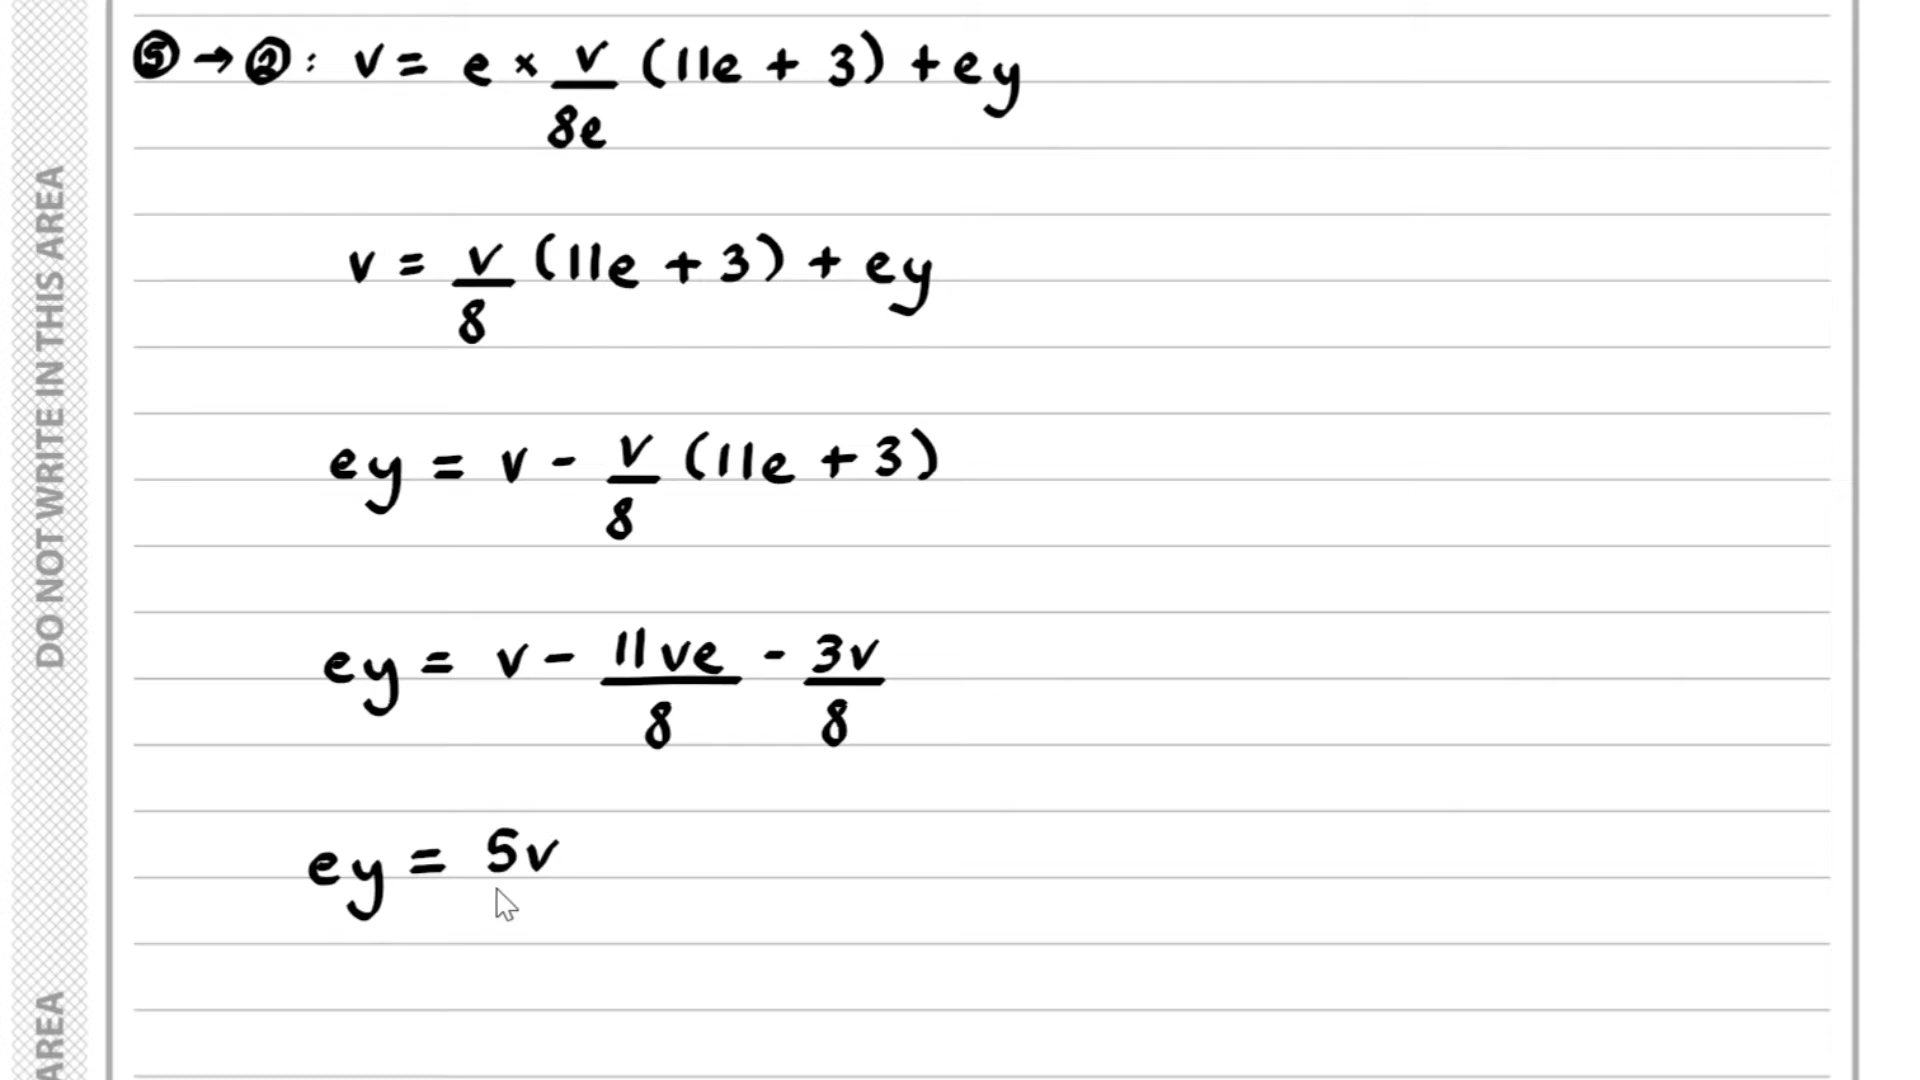 DO NOT WRITE IN THIS AREA
AREA
⑤ → ②: v = e × v/8e (11e + 3) + ey
v = v/8 (11e + 3) + ey
ey = v - v/8 (11e + 3)
ey = v - 11ve/8 - 3v/8
ey = 5v